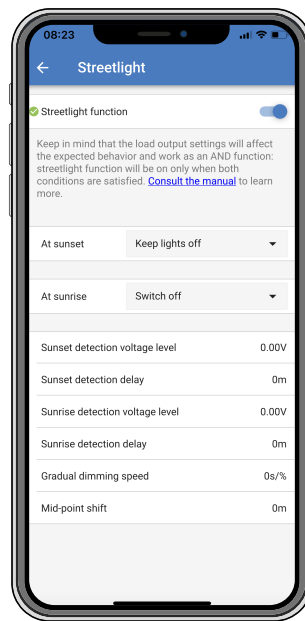 08:23
Streetlight
Streetlight function
Keep in mind that the load output settings will affect
the expected behavior and work as an AND function:
streetlight function will be on only when both
conditions are satisfied. Consult the manual to learn
more.
At sunset Keep lights off
At sunrise Switch off
Sunset detection voltage level 0.00V
Sunset detection delay 0m
Sunrise detection voltage level 0.00V
Sunrise detection delay 0m
Gradual dimming speed 0s/%
Mid-point shift 0m